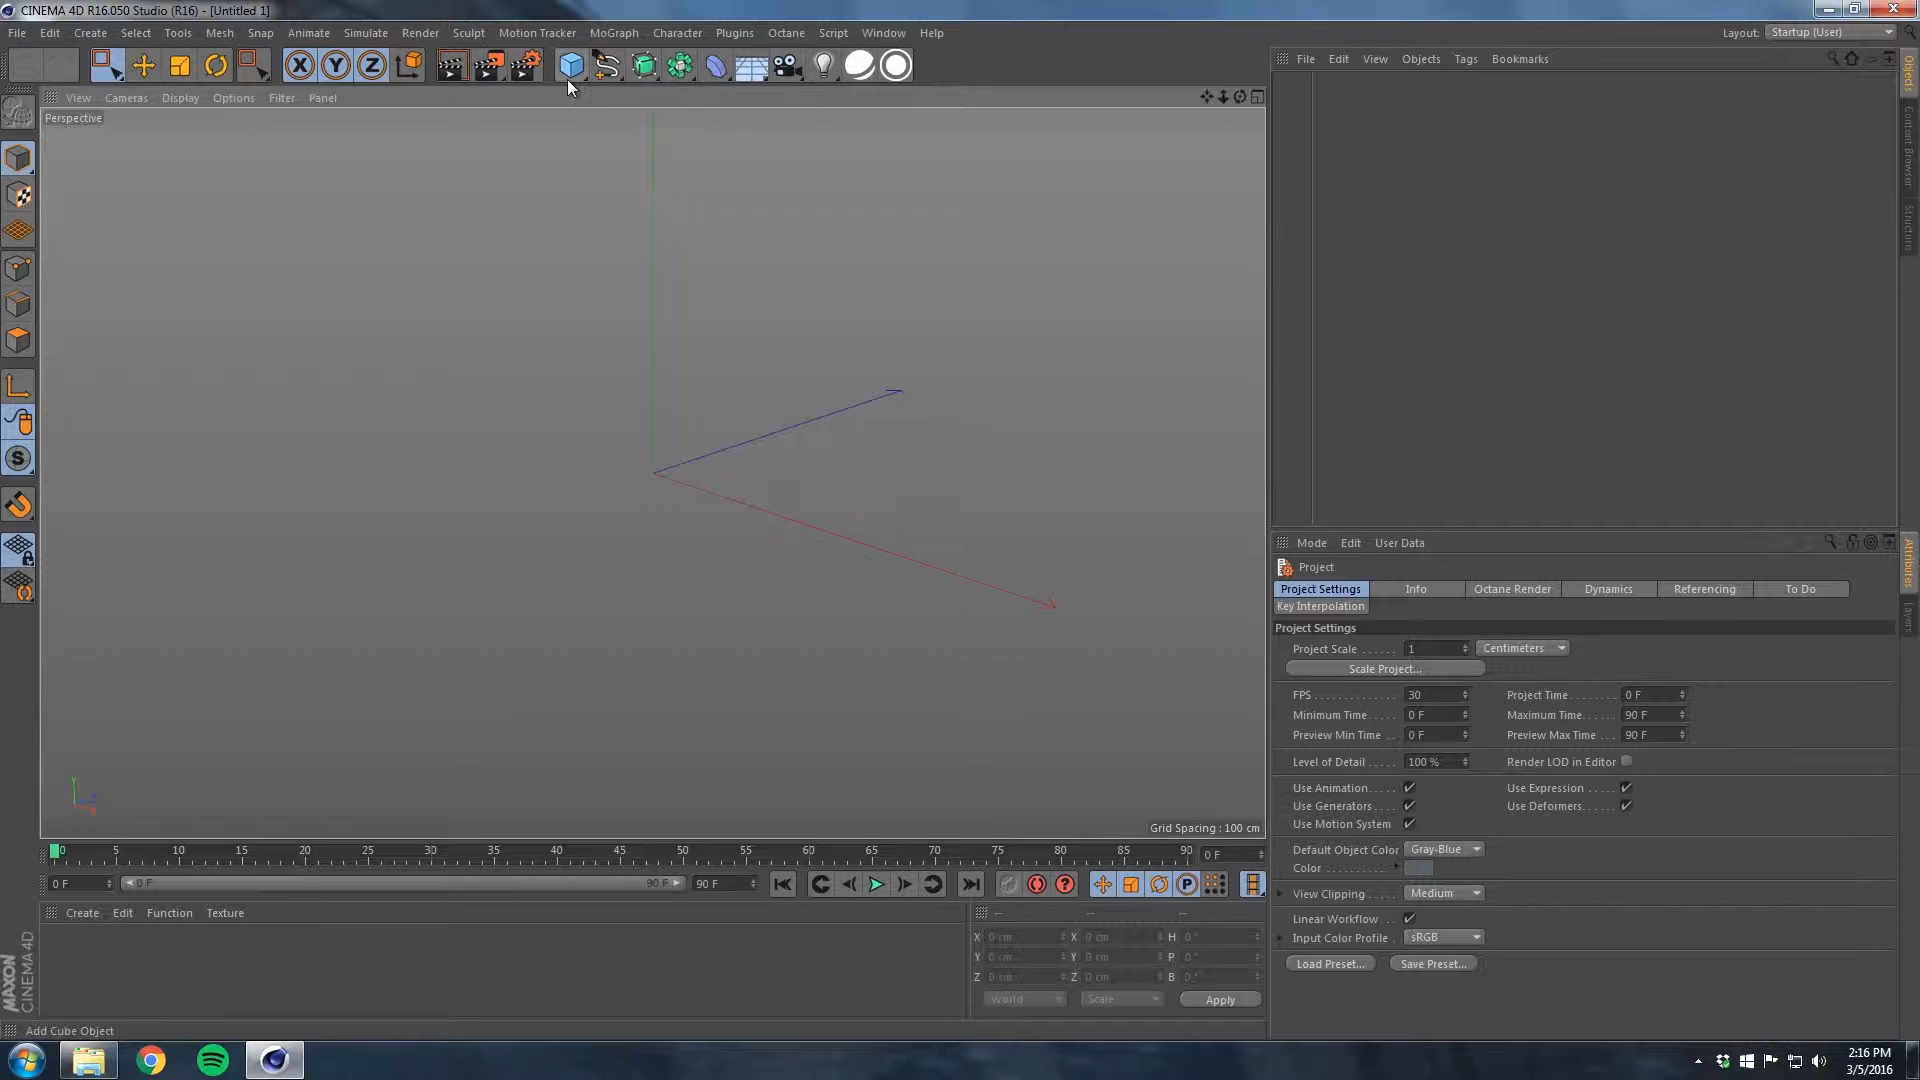 CINEMA 4D R16.050 Studio (R16) - [Untitled 1]
File Edit Create Select Tools Mesh Snap Animate Simulate Render Sculpt Motion Tracker MoGraph Character Plugins Octane Script Window Help Layout: Startup (User)
X Y Z
File Edit View Objects Tags Bookmarks
View Cameras Display Options Filter Panel
Perspective
Objects
Content Browser
Structure
S
Mode Edit User Data
Attributes
Layers
Project
Project Settings Info Octane Render Dynamics Referencing To Do
Key Interpolation
Project Settings
Project Scale ...... 1 Centimeters
Scale Project...
FPS 30 Project Time 0 F
Minimum Time 0 F Maximum Time 90 F
Preview Min Time 0 F Preview Max Time 90 F
Level of Detail 100 % Render LOD in Editor
Use Animation Use Expression
Use Generators Use Deformers
Use Motion System
Default Object Color Gray-Blue
Color
View Clipping Medium
Linear Workflow
Input Color Profile sRGB
Load Preset... Save Preset...
Y
Grid Spacing : 100 cm
0 5 10 15 20 25 30 35 40 45 50 55 60 65 70 75 80 85 90 0 F
0 F 0 F 90 F 90 F ? P
Create Edit Function Texture
-- -- --
X 0 cm X 0 cm H 0 °
Y 0 cm Y 0 cm P 0 °
Z 0 cm Z 0 cm B 0 °
World Scale Apply
MAXON
CINEMA 4D
Add Cube Object
2:16 PM
3/5/2016